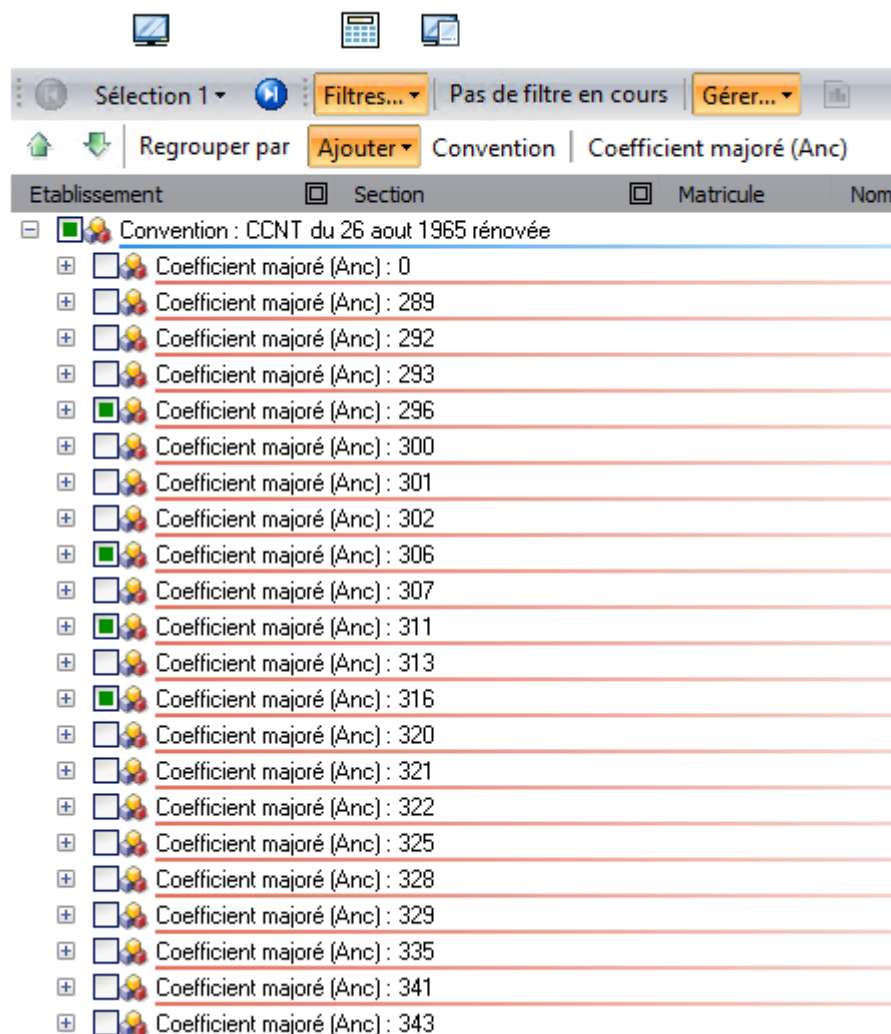 Sélection 1 Filtres... Pas de filtre en cours Gérer...
Regrouper par Ajouter Convention Coefficient majoré (Anc)
Etablissement Section Matricule Nom
Convention : CCNT du 26 aout 1965 rénovée
Coefficient majoré (Anc) : 0
Coefficient majoré (Anc) : 289
Coefficient majoré (Anc) : 292
Coefficient majoré (Anc) : 293
Coefficient majoré (Anc) : 296
Coefficient majoré (Anc) : 300
Coefficient majoré (Anc) : 301
Coefficient majoré (Anc) : 302
Coefficient majoré (Anc) : 306
Coefficient majoré (Anc) : 307
Coefficient majoré (Anc) : 311
Coefficient majoré (Anc) : 313
Coefficient majoré (Anc) : 316
Coefficient majoré (Anc) : 320
Coefficient majoré (Anc) : 321
Coefficient majoré (Anc) : 322
Coefficient majoré (Anc) : 325
Coefficient majoré (Anc) : 328
Coefficient majoré (Anc) : 329
Coefficient majoré (Anc) : 335
Coefficient majoré (Anc) : 341
Coefficient majoré (Anc) : 343